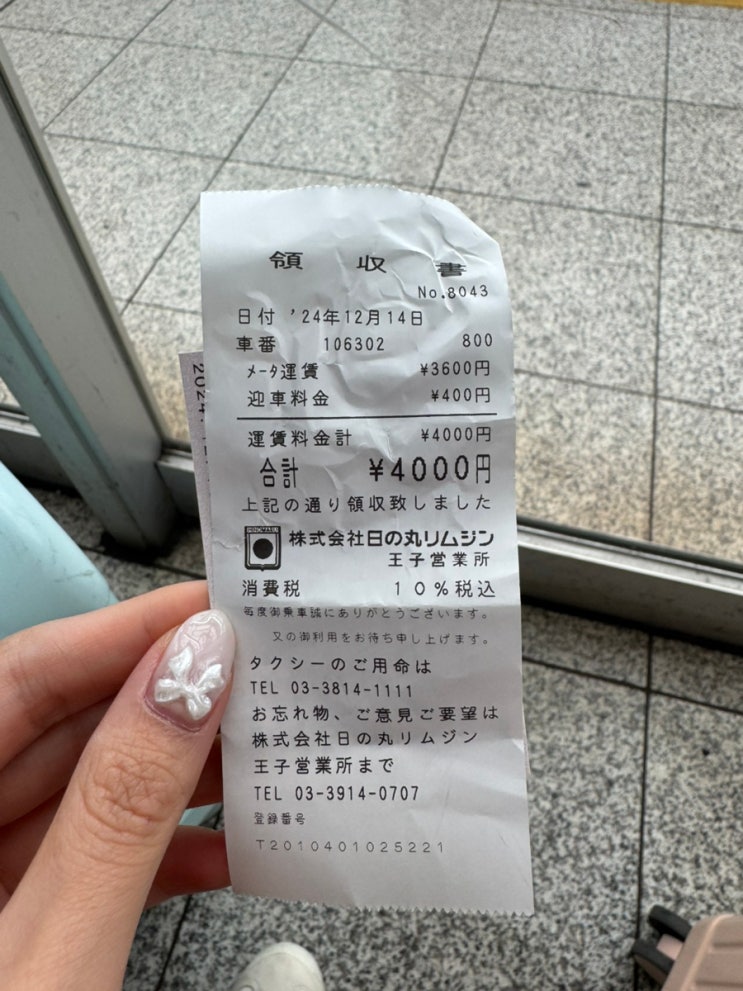 領収書
No.8043
日付 '24年12月14日
車番 106302 800
メータ運賃 ¥3600円
迎車料金 ¥400円
運賃料金計 ¥4000円
合計 ¥4000円
上記の通り領収致しました
株式会社日の丸リムジン
王子営業所
消費税 10%税込
毎度御乗車誠にありがとうございます。
又の御利用をお待ち申し上げます。
タクシーのご用命は
TEL 03-3814-1111
お忘れ物、ご意見ご要望は
株式会社日の丸リムジン
王子営業所まで
TEL 03-3914-0707
登録番号
T2010401025221
2024